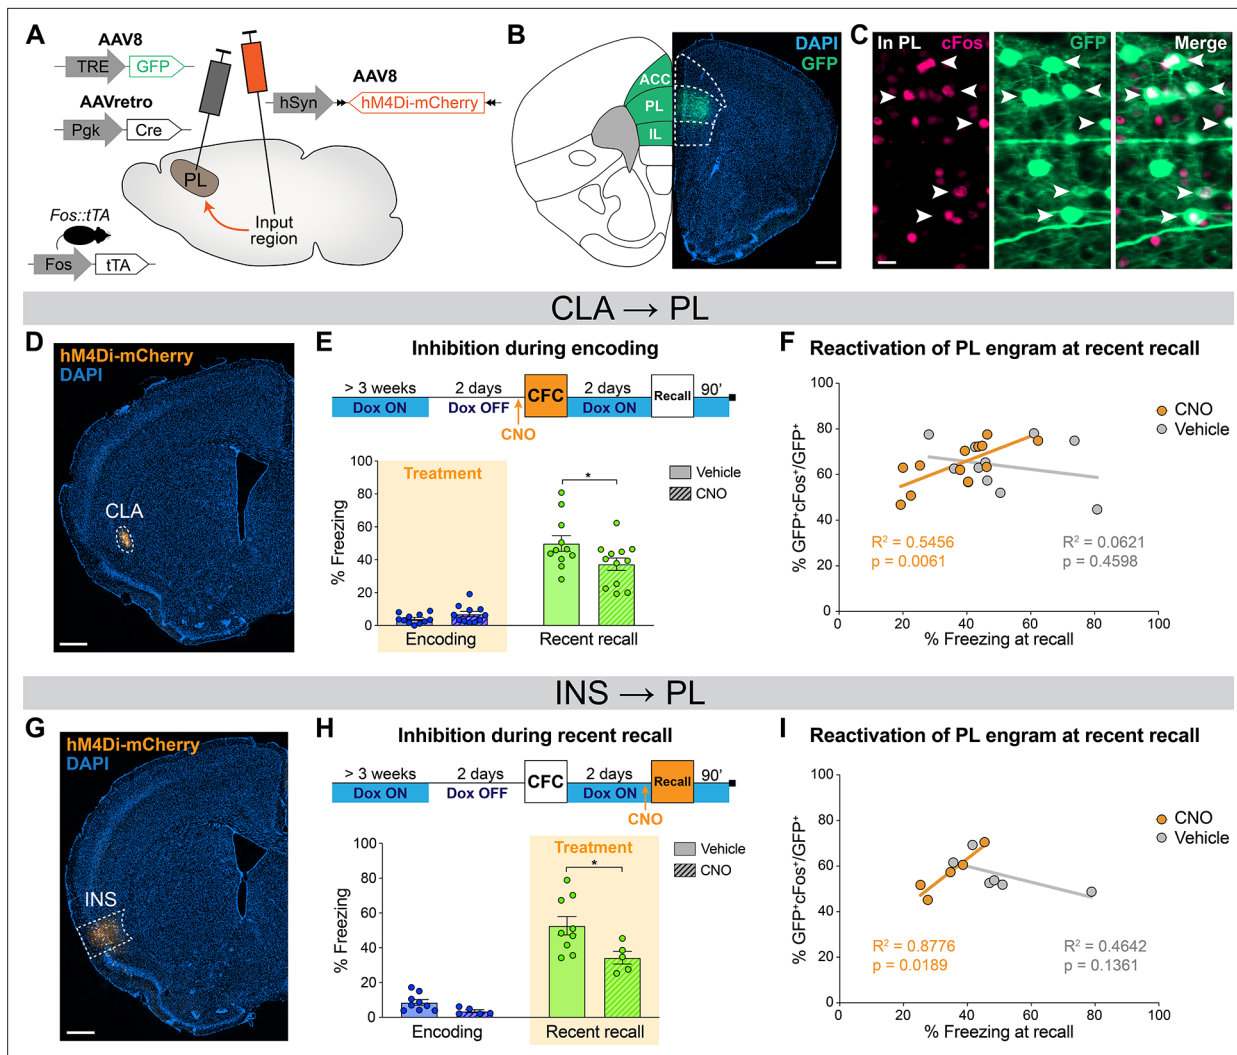 A
AAV8
TRE
GFP
AAVretro
Pgk
Cre
AAV8
hSyn
hM4Di-mCherry
PL
Input
region
Fos::tTA
Fos
tTA
B
DAPI
GFP
ACC
PL
IL
C
In PL
cFos
GFP
Merge
CLA → PL
D
hM4Di-mCherry
DAPI
CLA
E
Inhibition during encoding
> 3 weeks
2 days
CFC
2 days
Recall
90’
Dox ON
Dox OFF
Dox ON
CNO
Treatment
Vehicle
CNO
*
% Freezing
100
80
60
40
20
0
Encoding
Recent recall
F
Reactivation of PL engram at recent recall
CNO
Vehicle
% GFP⁺cFos⁺/GFP⁺
100
80
60
40
20
0
R² = 0.5456
p = 0.0061
R² = 0.0621
p = 0.4598
0 20 40 60 80 100
% Freezing at recall
INS → PL
G
hM4Di-mCherry
DAPI
INS
H
Inhibition during recent recall
> 3 weeks
2 days
CFC
2 days
Recall
90’
Dox ON
Dox OFF
Dox ON
CNO
Treatment
Vehicle
CNO
*
% Freezing
100
80
60
40
20
0
Encoding
Recent recall
I
Reactivation of PL engram at recent recall
CNO
Vehicle
% GFP⁺cFos⁺/GFP⁺
100
80
60
40
20
0
R² = 0.8776
p = 0.0189
R² = 0.4642
p = 0.1361
0 20 40 60 80 100
% Freezing at recall